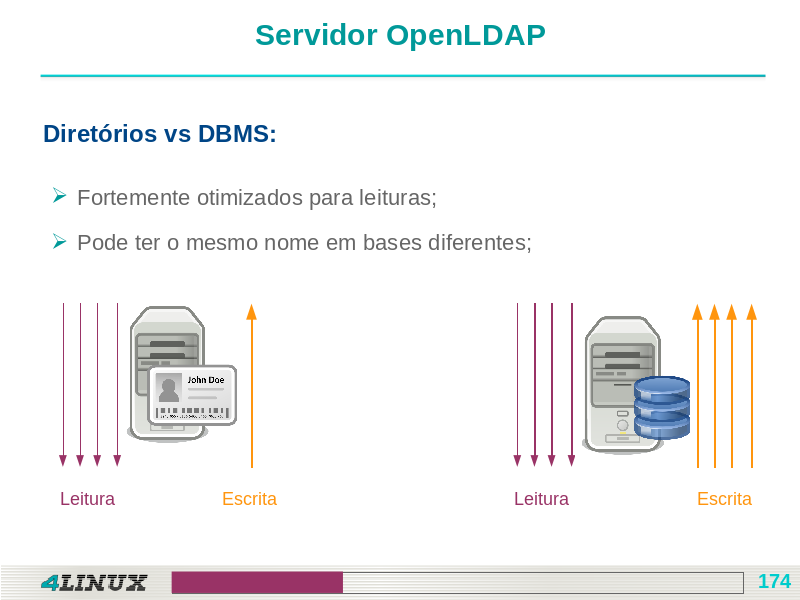 Servidor OpenLDAP
Diretórios vs DBMS:
Fortemente otimizados para leituras;
Pode ter o mesmo nome em bases diferentes;
John Doe
Leitura Escrita Leitura Escrita
4LINUX 174